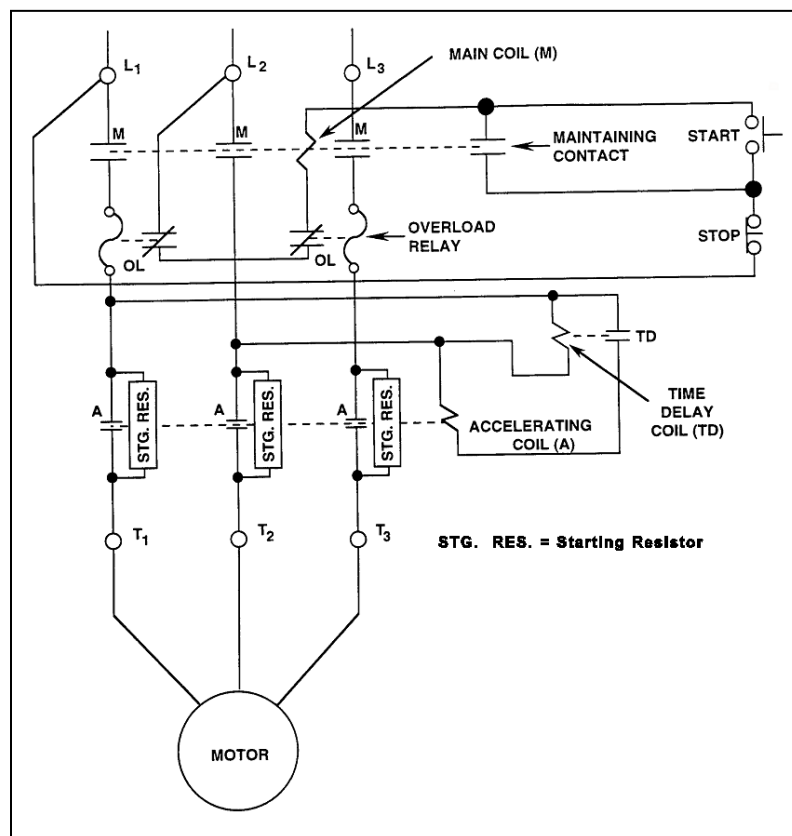 L1
L2
L3
MAIN COIL (M)
M
M
M
MAINTAINING
CONTACT
START
OVERLOAD
RELAY
STOP
OL
OL
TD
TIME
DELAY
COIL (TD)
A
STG. RES.
A
STG. RES.
A
STG. RES.
ACCELERATING
COIL (A)
T1
T2
T3
STG. RES. = Starting Resistor
MOTOR